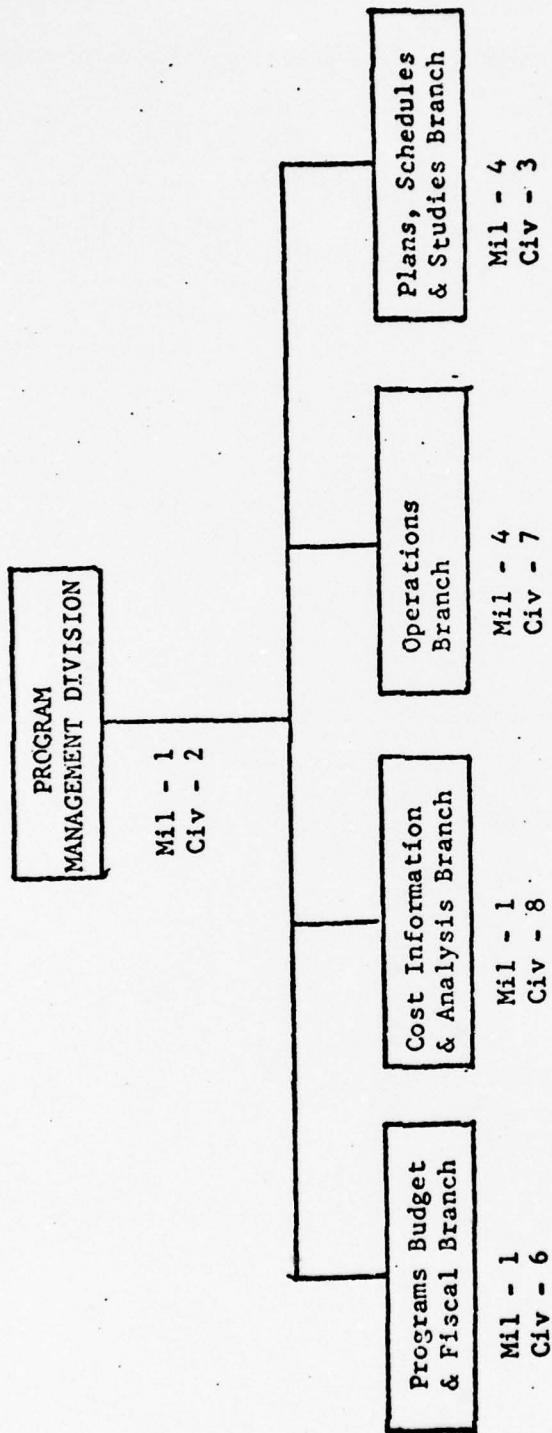 PROGRAM
MANAGEMENT DIVISION
Mil - 1
Civ - 2
Programs Budget
& Fiscal Branch
Mil - 1
Civ - 6
Cost Information
& Analysis Branch
Mil - 1
Civ - 8
Operations
Branch
Mil - 4
Civ - 7
Plans, Schedules
& Studies Branch
Mil - 4
Civ - 3